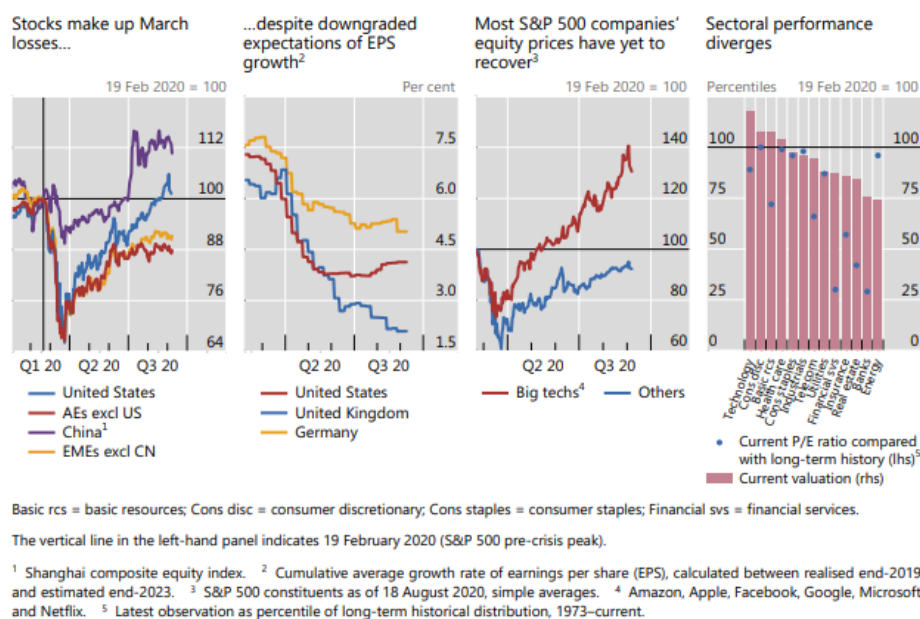 Stocks make up March
losses...
19 Feb 2020 = 100
112
100
88
76
64
Q1 20 Q2 20 Q3 20
United States
AEs excl US
China1
EMEs excl CN
...despite downgraded
expectations of EPS
growth2
Per cent
7.5
6.0
4.5
3.0
1.5
Q2 20 Q3 20
United States
United Kingdom
Germany
Most S&P 500 companies'
equity prices have yet to
recover3
19 Feb 2020 = 100
140
120
100
80
60
Q2 20 Q3 20
Big techs4 Others
Sectoral performance
diverges
Percentiles 19 Feb 2020 = 100
100 100
75 75
50 50
25 25
0 0
Technology
Cons disc
Basic rcs
Health care
Cons staples
Industrials
Telecom
Utilities
Financial svs
Insurance
Real estate
Banks
Energy
Current P/E ratio compared
with long-term history (lhs)5
Current valuation (rhs)
Basic rcs = basic resources; Cons disc = consumer discretionary; Cons staples = consumer staples; Financial svs = financial services.
The vertical line in the left-hand panel indicates 19 February 2020 (S&P 500 pre-crisis peak).
1 Shanghai composite equity index. 2 Cumulative average growth rate of earnings per share (EPS), calculated between realised end-2019
and estimated end-2023. 3 S&P 500 constituents as of 18 August 2020, simple averages. 4 Amazon, Apple, Facebook, Google, Microsoft
and Netflix. 5 Latest observation as percentile of long-term historical distribution, 1973–current.